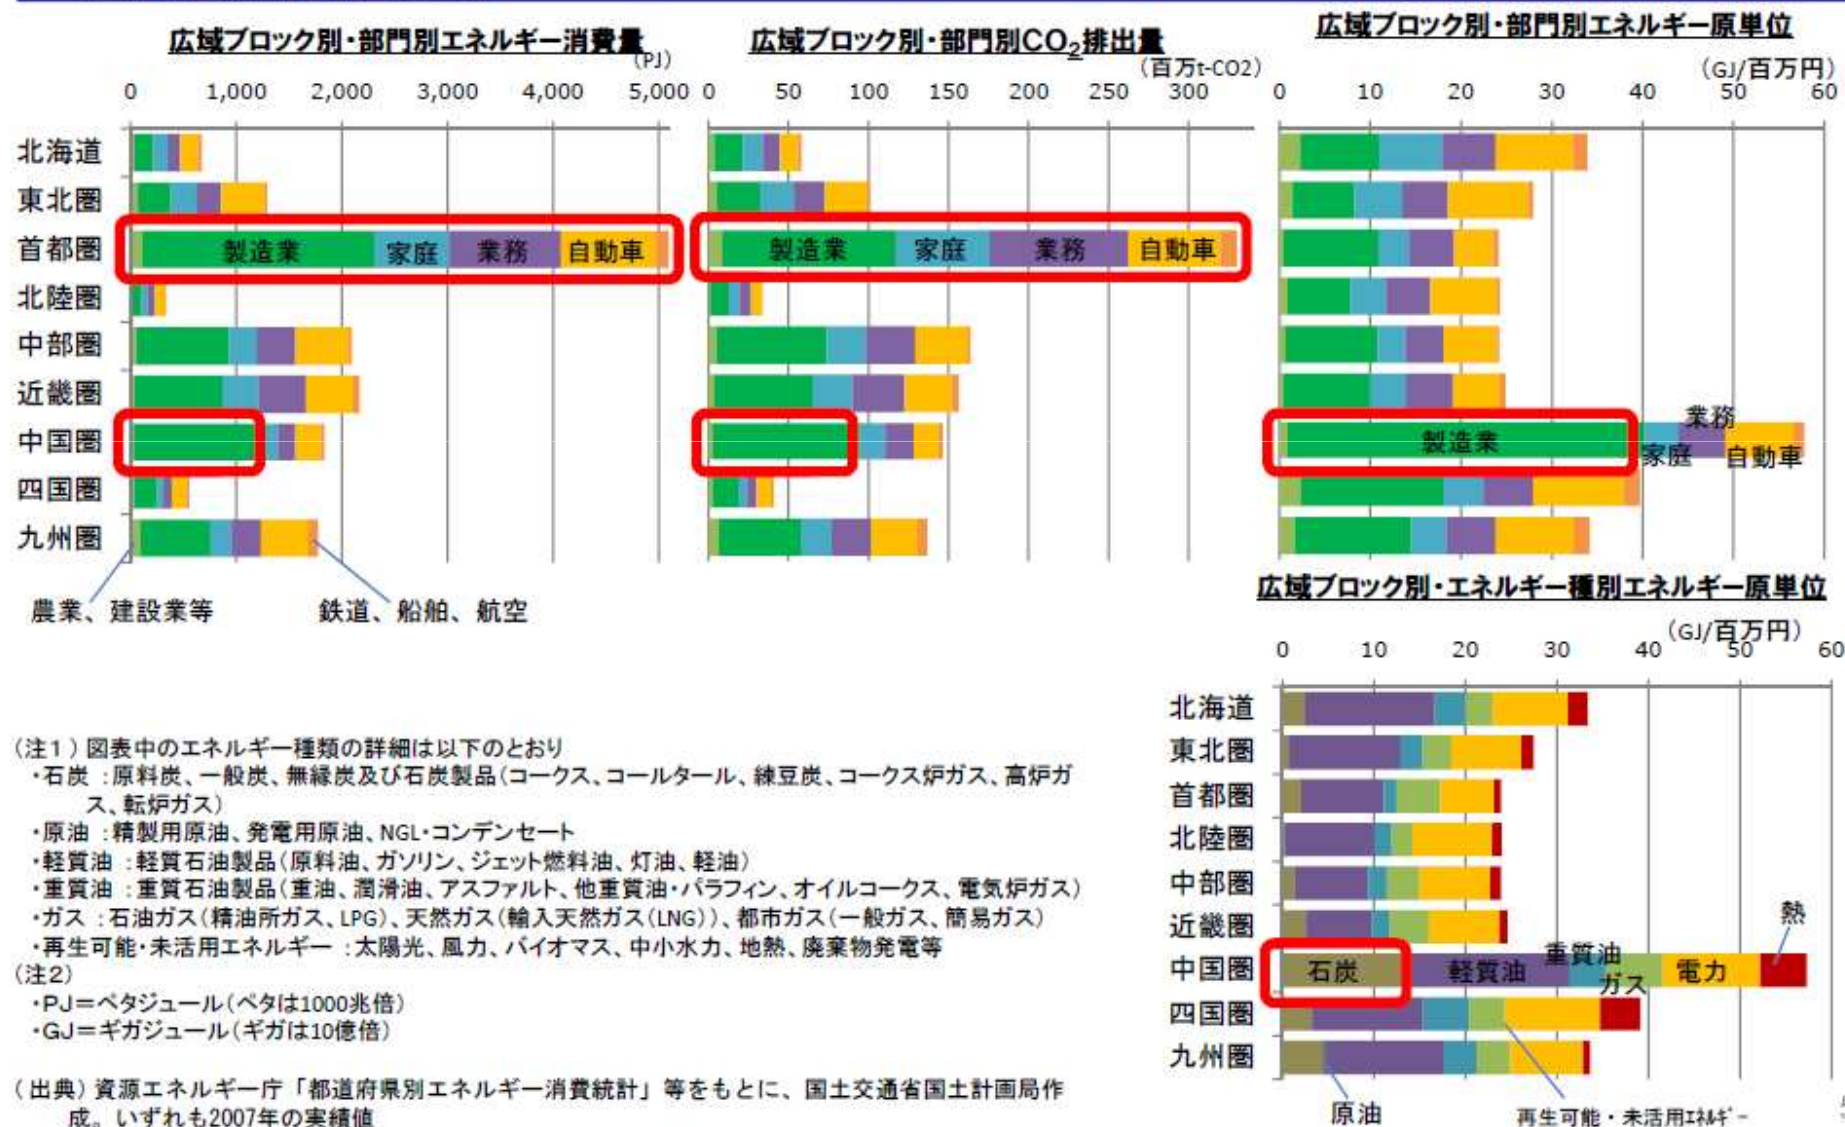 広域ブロック別・部門別エネルギー消費量
(PJ)
0 1,000 2,000 3,000 4,000 5,000
北海道
東北圏
首都圏
北陸圏
中部圏
近畿圏
中国圏
四国圏
九州圏
製造業 家庭 業務 自動車
農業、建設業等
鉄道、船舶、航空
広域ブロック別・部門別CO2排出量
(百万t-CO2)
0 50 100 150 200 250 300
製造業 家庭 業務 自動車
広域ブロック別・部門別エネルギー原単位
(GJ/百万円)
0 10 20 30 40 50 60
製造業
家庭
業務
自動車
広域ブロック別・エネルギー種別エネルギー原単位
(GJ/百万円)
0 10 20 30 40 50 60
北海道
東北圏
首都圏
北陸圏
中部圏
近畿圏
中国圏
四国圏
九州圏
石炭 軽質油 重質油 ガス 電力
熱
原油
再生可能・未活用エネルギー
(注1) 図表中のエネルギー種類の詳細は以下のとおり
・石炭 :原料炭、一般炭、無縁炭及び石炭製品(コークス、コールタール、練豆炭、コークス炉ガス、高炉ガ
ス、転炉ガス)
・原油 :精製用原油、発電用原油、NGL・コンデンセート
・軽質油 :軽質石油製品(原料油、ガソリン、ジェット燃料油、灯油、軽油)
・重質油 :重質石油製品(重油、潤滑油、アスファルト、他重質油・パラフィン、オイルコークス、電気炉ガス)
・ガス :石油ガス(精油所ガス、LPG)、天然ガス(輸入天然ガス(LNG))、都市ガス(一般ガス、簡易ガス)
・再生可能・未活用エネルギー :太陽光、風力、バイオマス、中小水力、地熱、廃棄物発電等
(注2)
・PJ=ペタジュール(ペタは1000兆倍)
・GJ=ギガジュール(ギガは10億倍)
(出典)資源エネルギー庁「都道府県別エネルギー消費統計」等をもとに、国土交通省国土計画局作
成。いずれも2007年の実績値